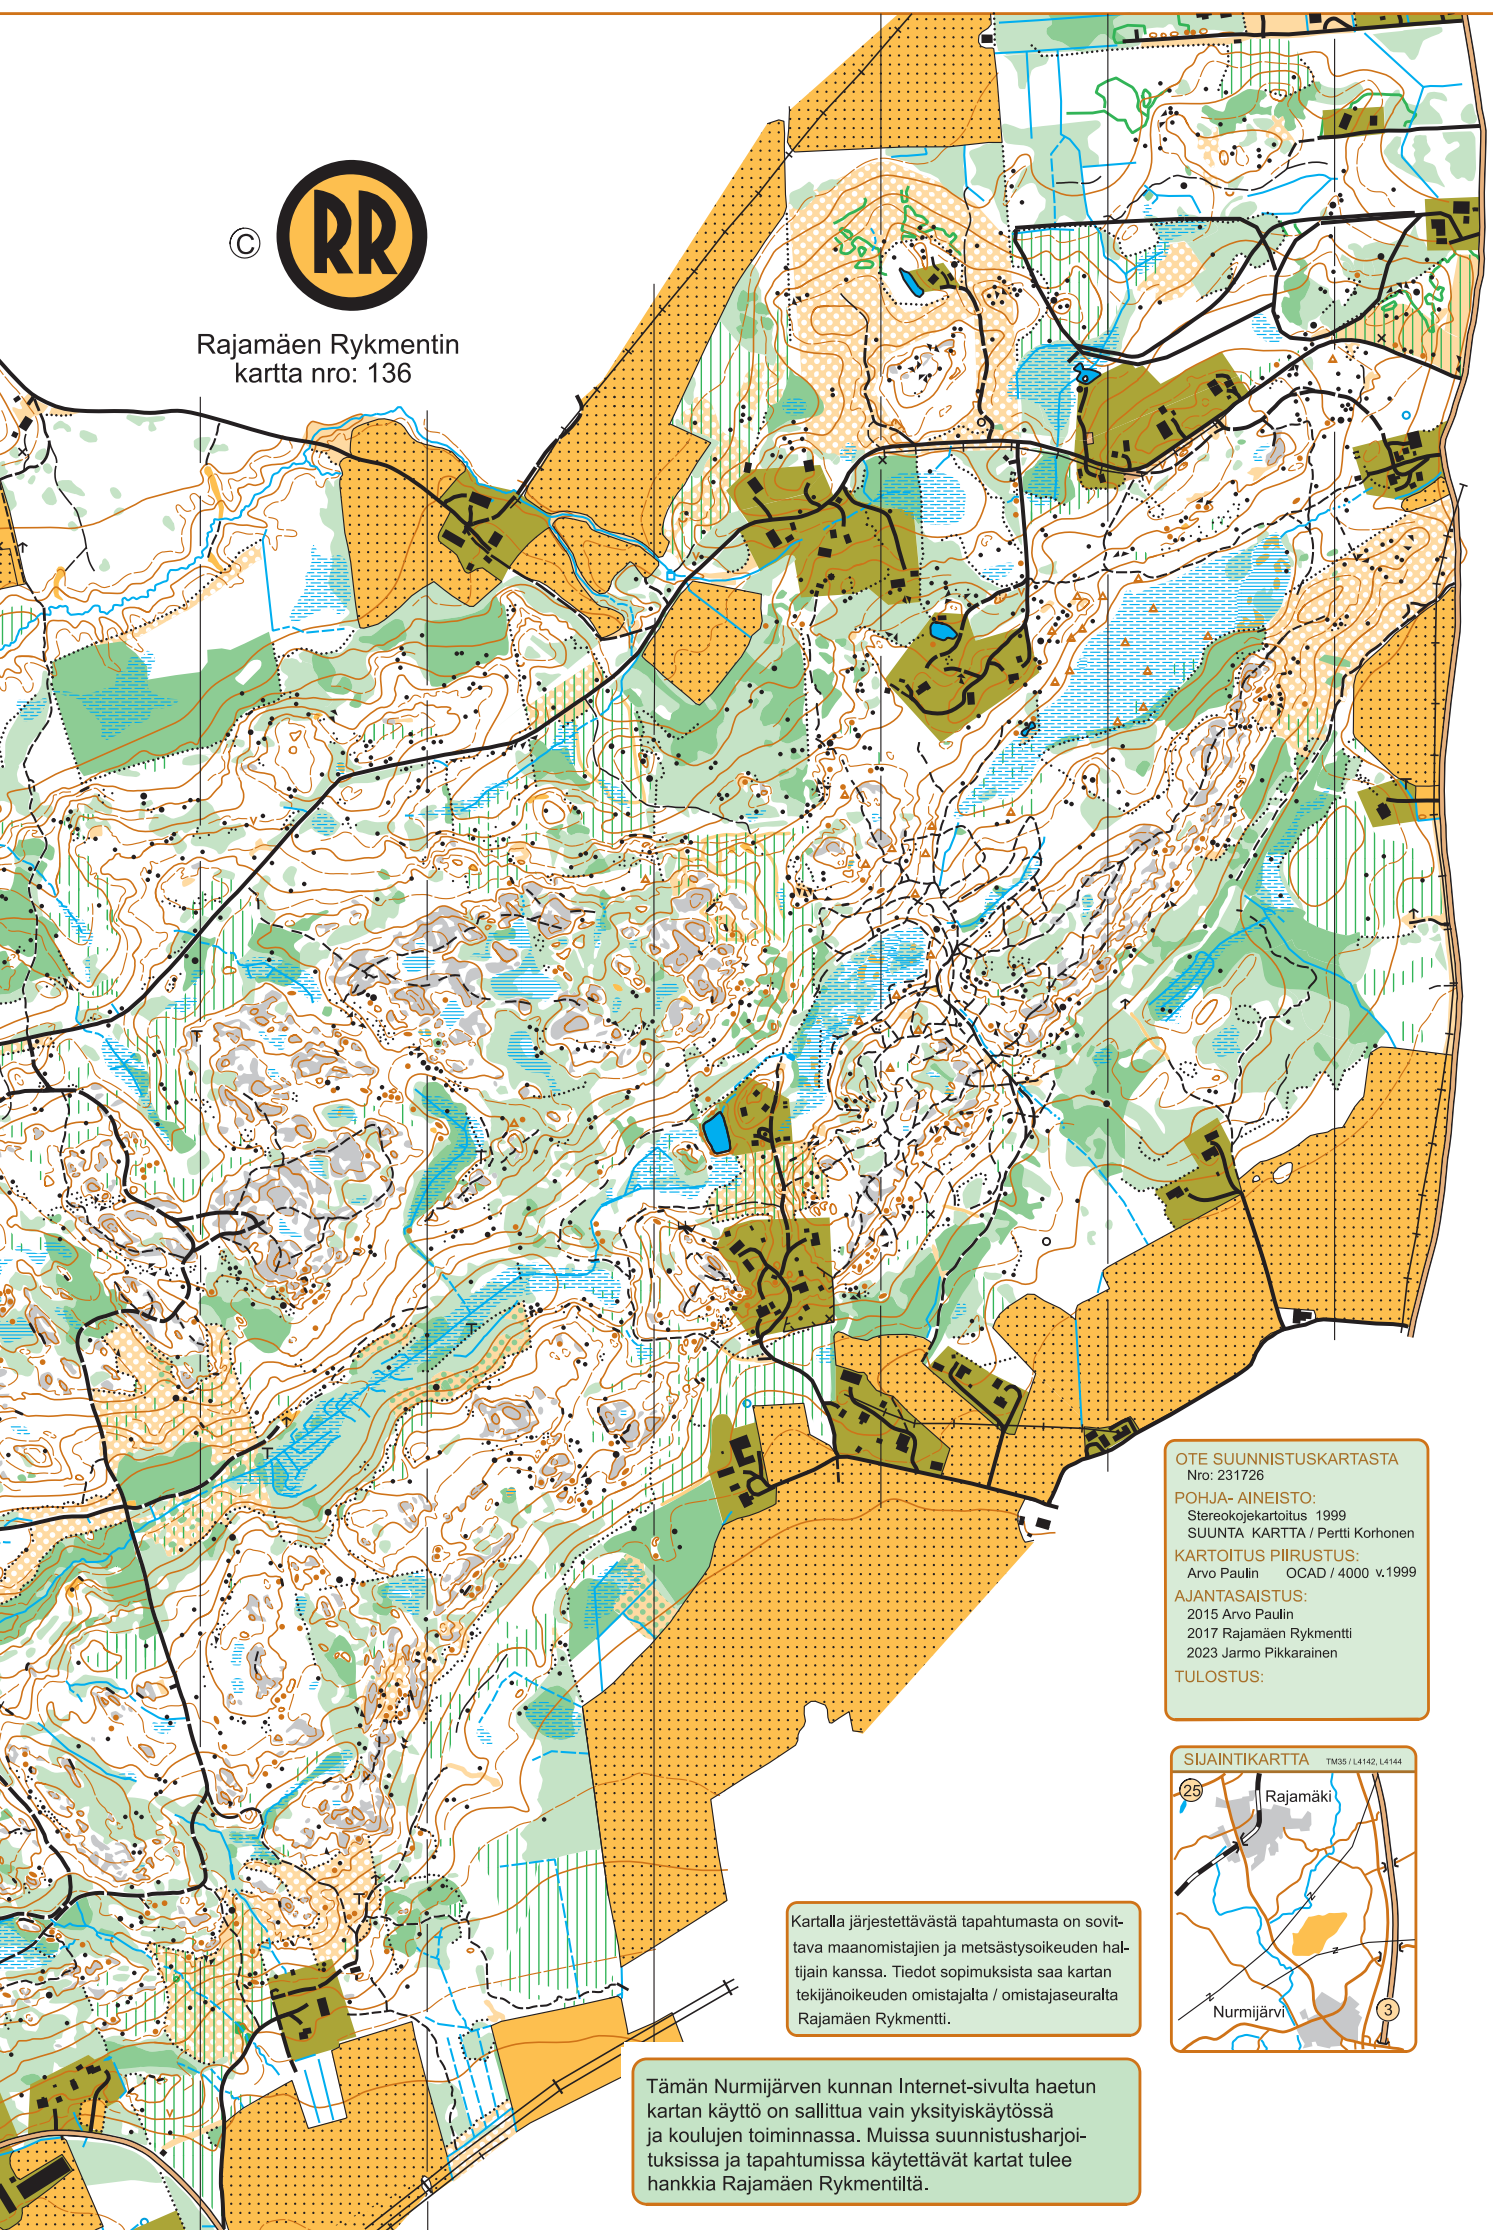 ©
RR
Rajamäen Rykmentin
kartta nro: 136
OTE SUUNNISTUSKARTASTA
Nro: 231726
POHJA- AINEISTO:
Stereokojekartoitus 1999
SUUNTA KARTTA / Pertti Korhonen
KARTOITUS PIIRUSTUS:
Arvo Paulin OCAD / 4000 v.1999
AJANTASAISTUS:
2015 Arvo Paulin
2017 Rajamäen Rykmentti
2023 Jarmo Pikkarainen
TULOSTUS:
SIJAINTIKARTTA TM35 / L4142, L4144
25
Rajamäki
Nurmijärvi
3
Kartalla järjestettävästä tapahtumasta on sovit-
tava maanomistajien ja metsästysoikeuden hal-
tijain kanssa. Tiedot sopimuksista saa kartan
tekijänoikeuden omistajalta / omistajaseuralta
Rajamäen Rykmentti.
Tämän Nurmijärven kunnan Internet-sivulta haetun
kartan käyttö on sallittua vain yksityiskäytössä
ja koulujen toiminnassa. Muissa suunnistusharjoi-
tuksissa ja tapahtumissa käytettävät kartat tulee
hankkia Rajamäen Rykmentiltä.